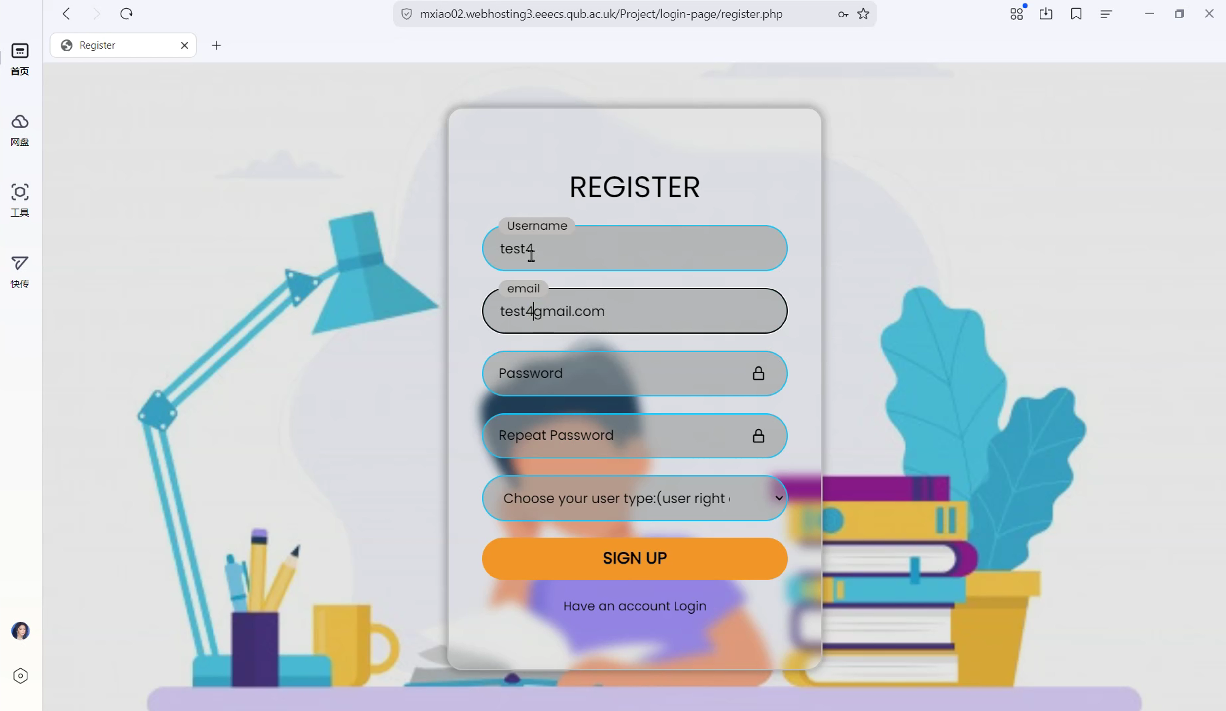 mxiao02.webhosting3.eeecs.qub.ac.uk/Project/login-page/register.php
Register
首页
网盘
工具
快传
REGISTER
Username
test4
email
test4gmail.com
Password
Repeat Password
Choose your user type:(user right
SIGN UP
Have an account Login